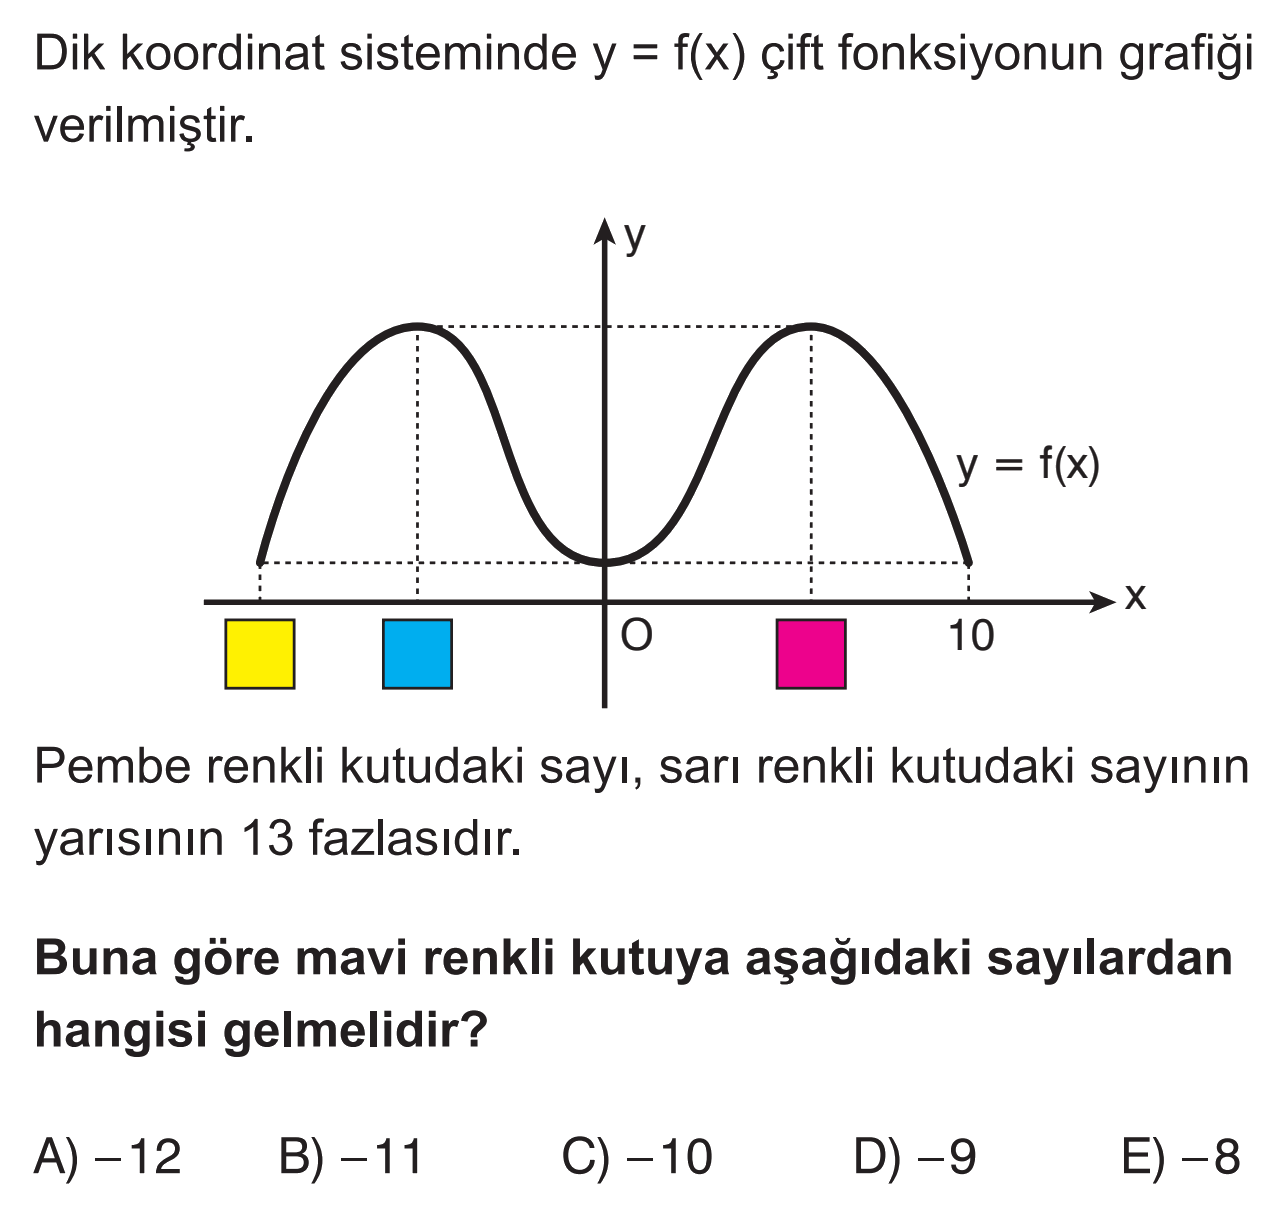 Dik koordinat sisteminde y = f(x) çift fonksiyonun grafiği
verilmiştir.
y
y = f(x)
x
O
10
Pembe renkli kutudaki sayı, sarı renkli kutudaki sayının
yarısının 13 fazlasıdır.
Buna göre mavi renkli kutuya aşağıdaki sayılardan
hangisi gelmelidir?
A) –12 B) –11 C) –10 D) –9 E) –8